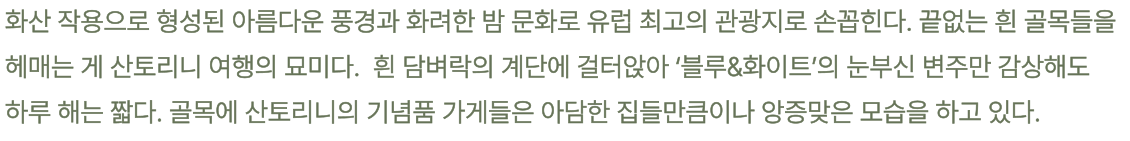 화산 작용으로 형성된 아름다운 풍경과 화려한 밤 문화로 유럽 최고의 관광지로 손꼽힌다. 끝없는 흰 골목들을
헤매는 게 산토리니 여행의 묘미다.  흰 담벼락의 계단에 걸터앉아 ‘블루&화이트’의 눈부신 변주만 감상해도
하루 해는 짧다. 골목에 산토리니의 기념품 가게들은 아담한 집들만큼이나 앙증맞은 모습을 하고 있다.